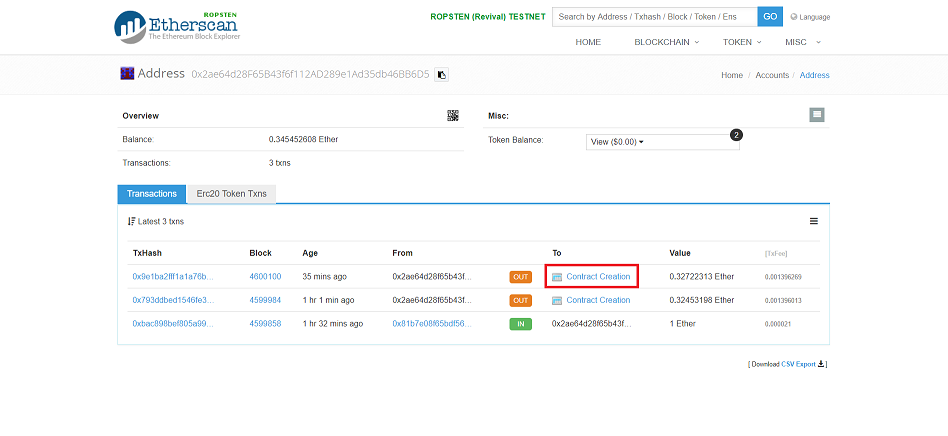 ROPSTEN
Etherscan
The Ethereum Block Explorer
ROPSTEN (Revival) TESTNET
Search by Address / Txhash / Block / Token / Ens
GO
Language
HOME BLOCKCHAIN TOKEN MISC
Address 0x2ae64d28F65B43f6f112AD289e1Ad35db46BB6D5
Home / Accounts / Address
Overview
Balance: 0.345452608 Ether
Transactions: 3 txns
Misc:
Token Balance: View ($0.00) 2
Transactions Erc20 Token Txns
Latest 3 txns
TxHash Block Age From To Value [TxFee]
0x9e1ba2fff1a1a76b... 4600100 35 mins ago 0x2ae64d28f65b43f... OUT Contract Creation 0.32722313 Ether 0.001396269
0x793ddbed1546fe3... 4599984 1 hr 1 min ago 0x2ae64d28f65b43f... OUT Contract Creation 0.32453198 Ether 0.001396013
0xbac898bef805a99... 4599858 1 hr 32 mins ago 0x81b7e08f65bdf56... IN 0x2ae64d28f65b43f... 1 Ether 0.000021
[ Download CSV Export ]